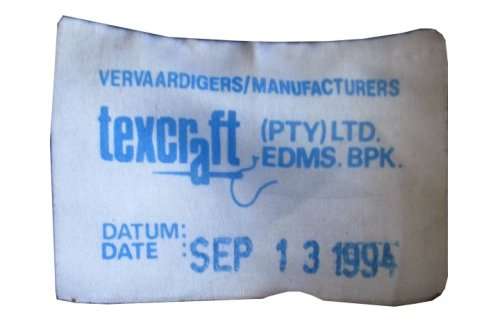 VERVAARDIGERS/MANUFACTURERS
texcraft (PTY) LTD.
EDMS. BPK.
DATUM:
DATE : SEP 13 1994